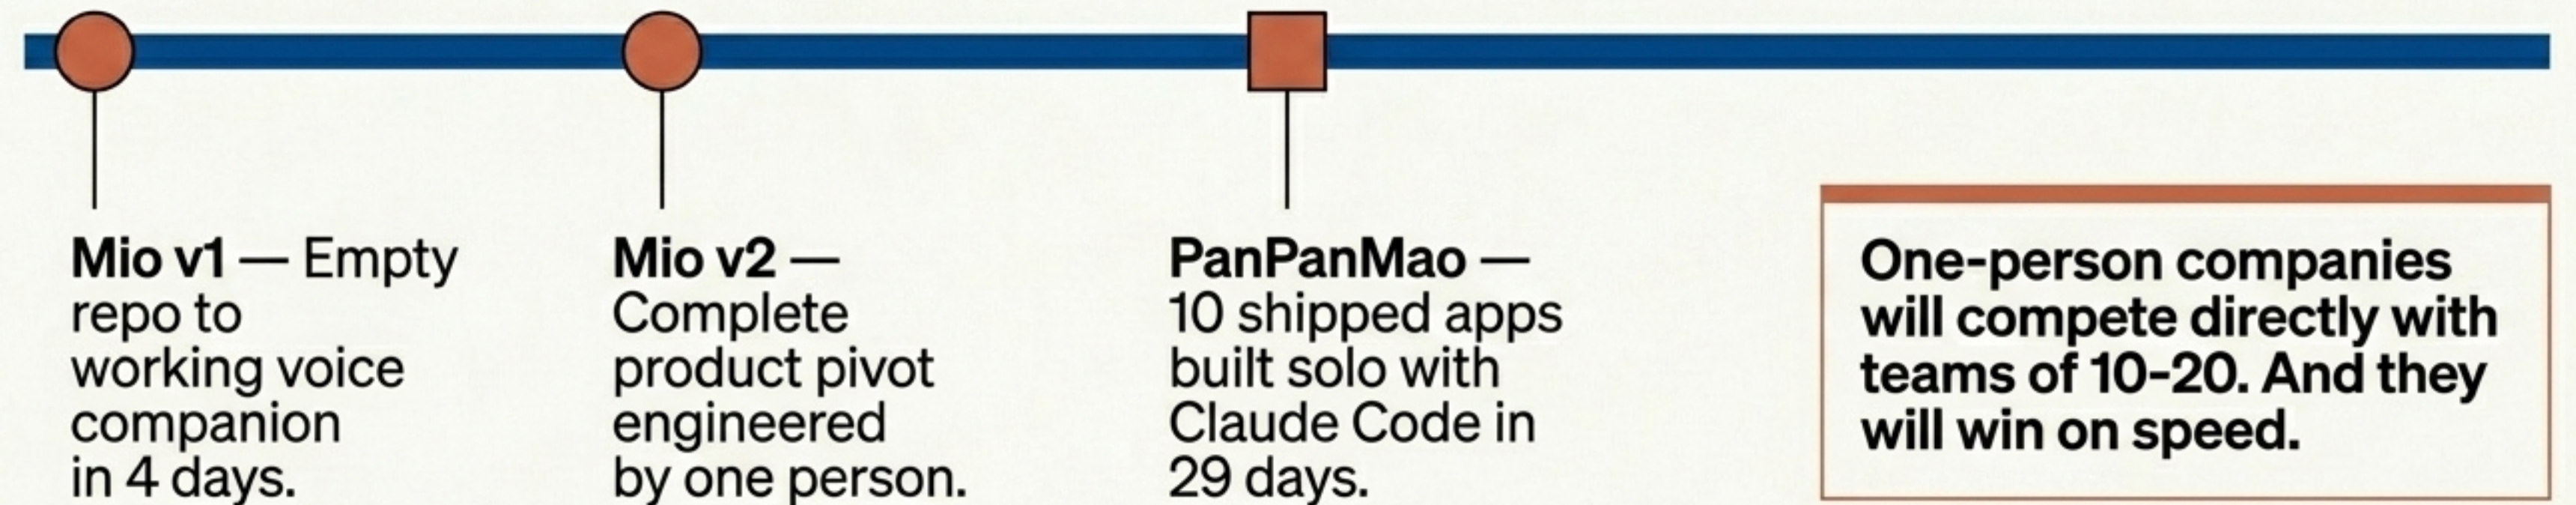 Mio v1 — Empty
repo to
working voice
companion
in 4 days.
Mio v2 —
Complete
product pivot
engineered
by one person.
PanPanMao —
10 shipped apps
built solo with
Claude Code in
29 days.
One-person companies
will compete directly with
teams of 10-20. And they
will win on speed.